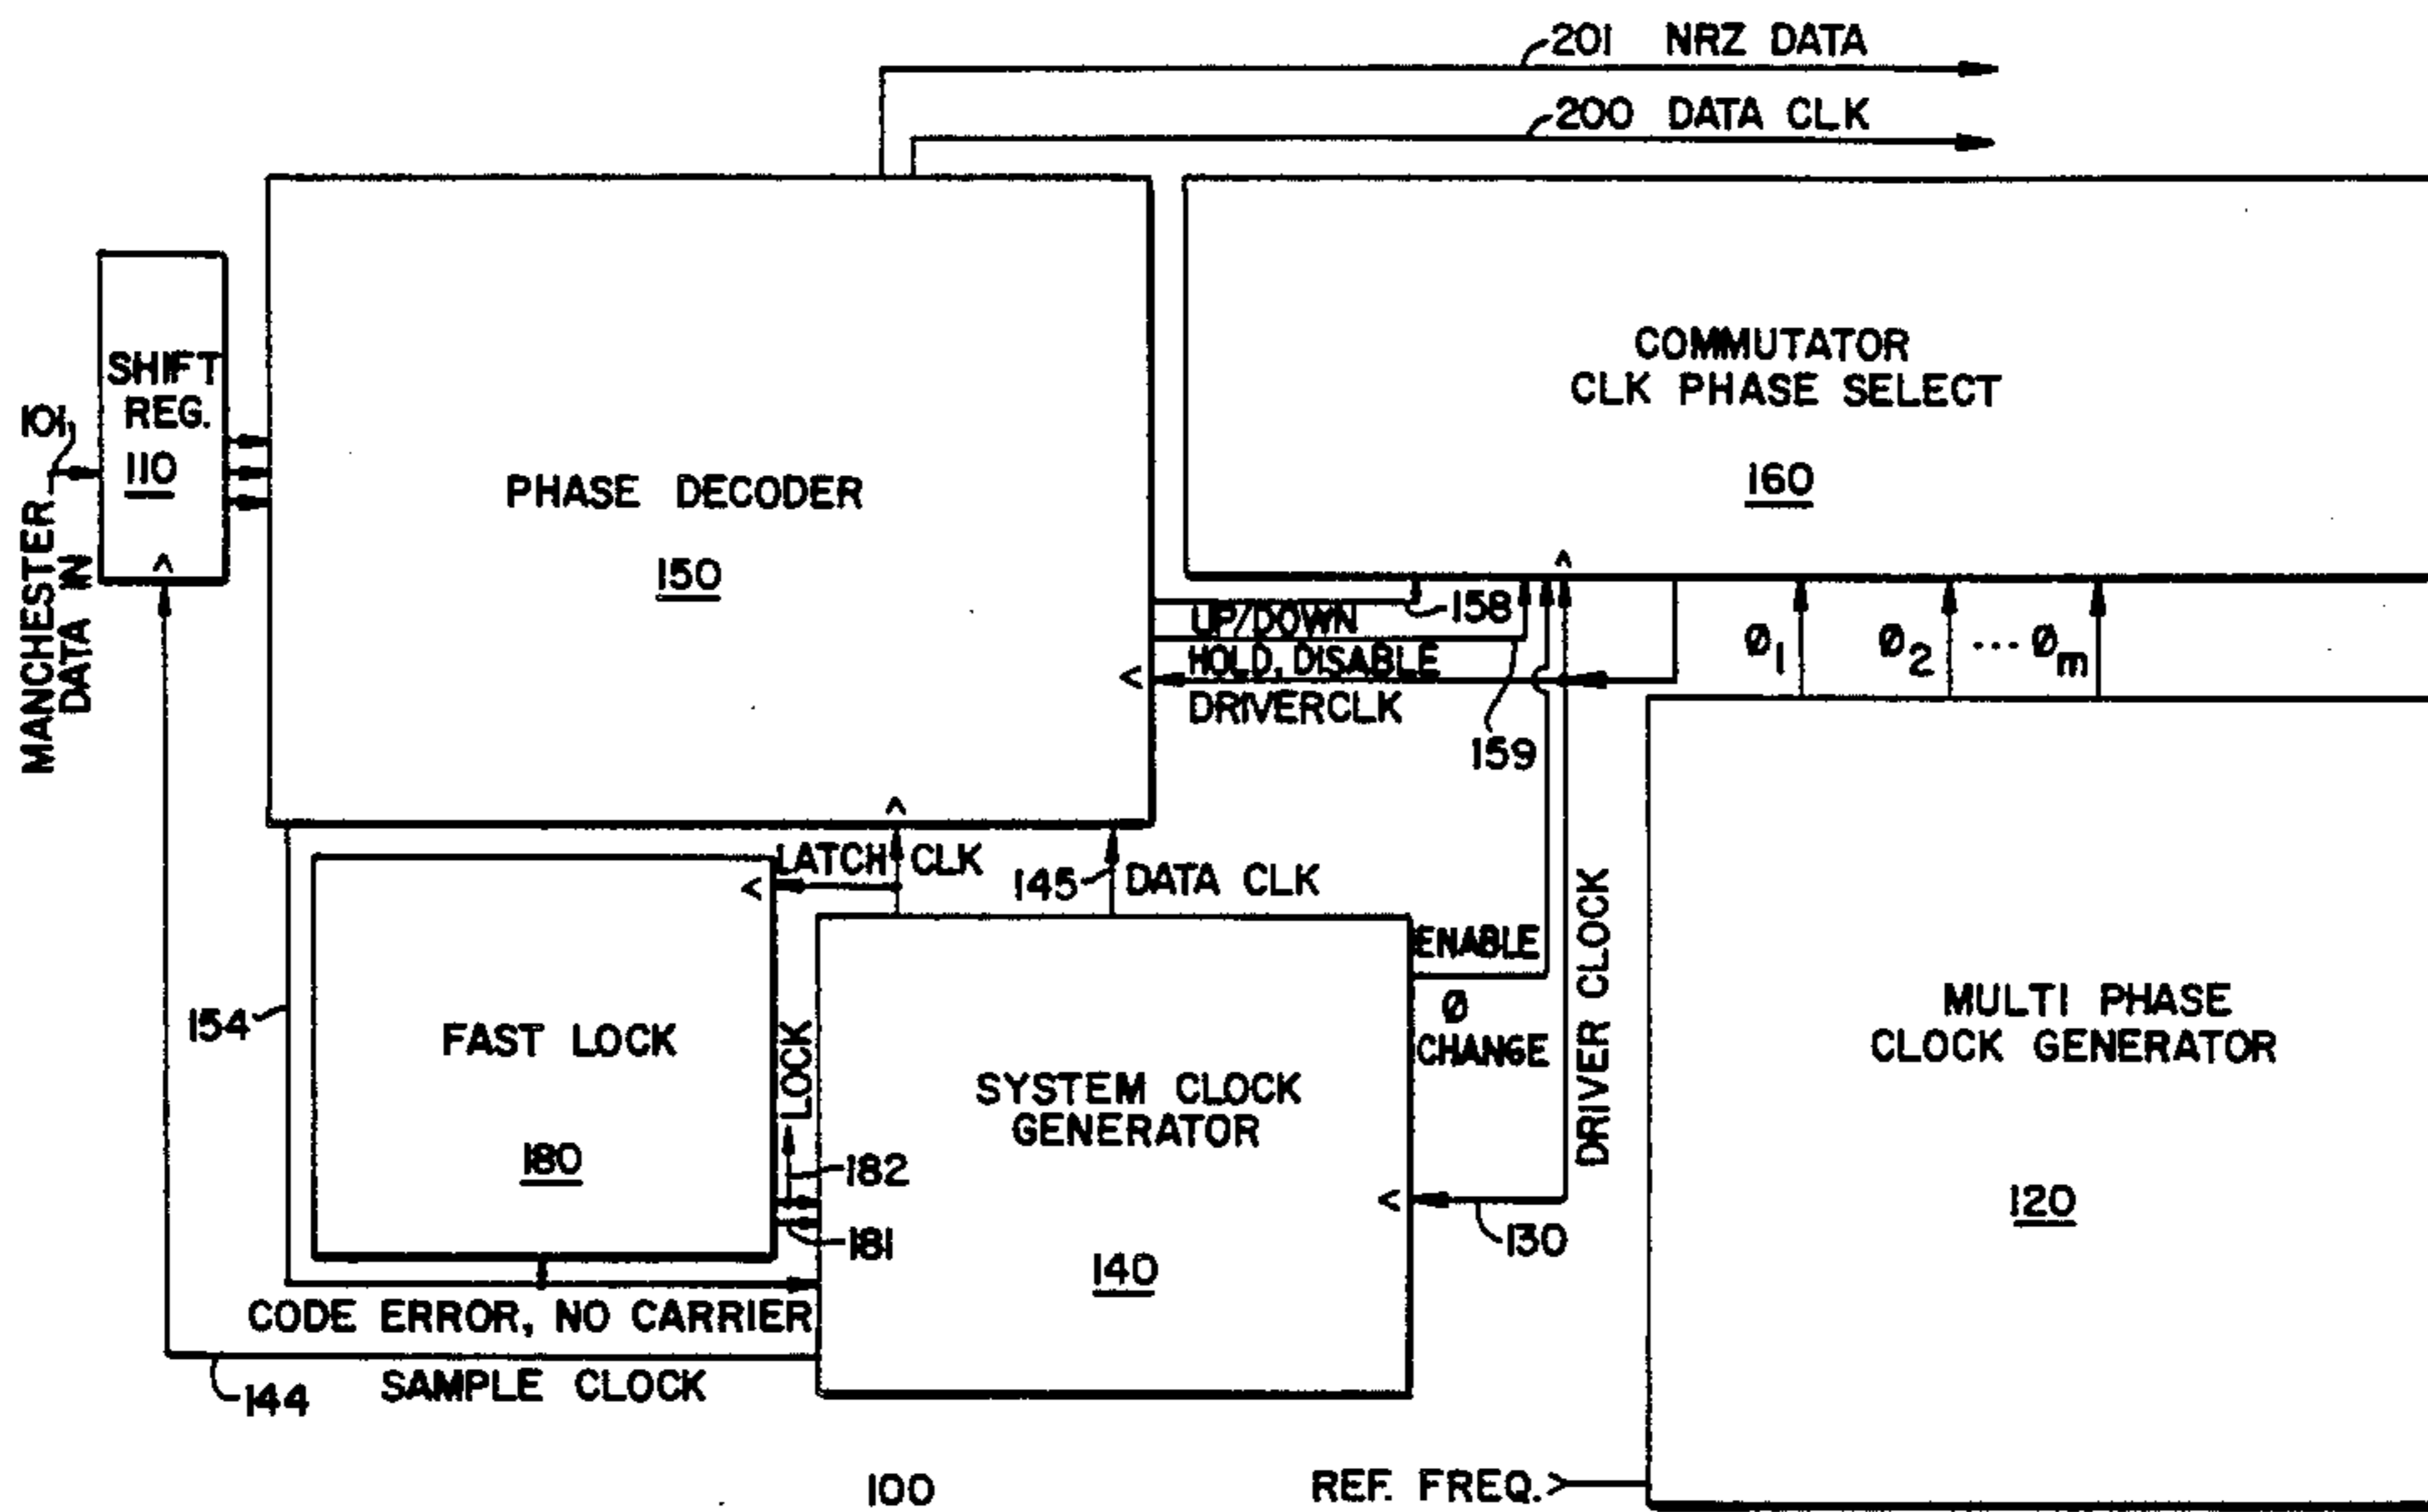 201 NRZ DATA
200 DATA CLK
SHIFT
REG.
110
101
MANCHESTER
DATA IN
PHASE DECODER
150
COMMUTATOR
CLK PHASE SELECT
160
158
UP/DOWN
HOLD, DISABLE
DRIVERCLK
159
Ø1
Ø2
...Øm
LATCH CLK
145
DATA CLK
154
FAST LOCK
180
LOCK
182
181
SYSTEM CLOCK
GENERATOR
140
ENABLE
Ø
CHANGE
DRIVER CLOCK
130
MULTI PHASE
CLOCK GENERATOR
120
CODE ERROR, NO CARRIER
144
SAMPLE CLOCK
100
REF. FREQ.